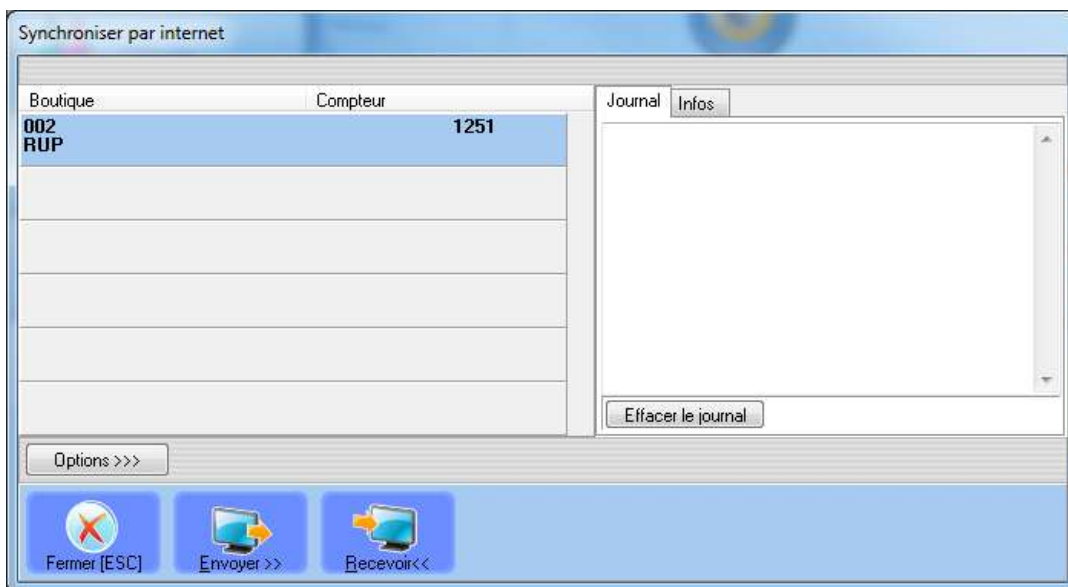 Synchroniser par internet
Boutique Compteur
002 1251
RUP
Journal Infos
Effacer le journal
Options >>>
Fermer [ESC] Envoyer >> Recevoir<<